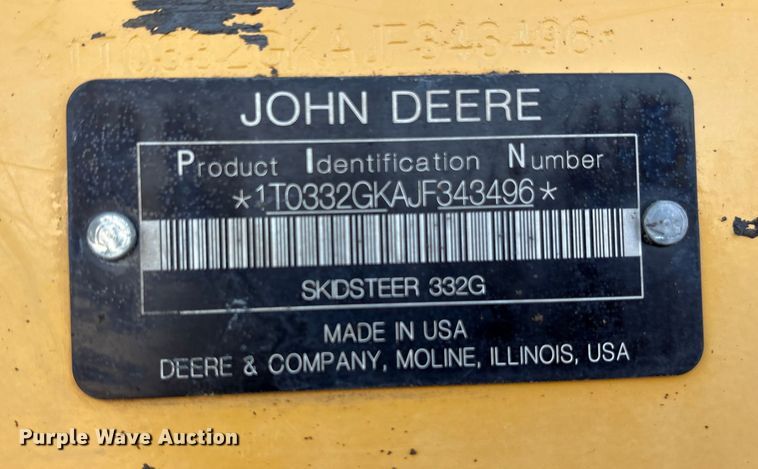 1T0332GKAJF343496*
JOHN DEERE
Product Identification Number
*1T0332GKAJF343496*
SKIDSTEER 332G
MADE IN USA
DEERE & COMPANY, MOLINE, ILLINOIS, USA
Purple Wave Auction